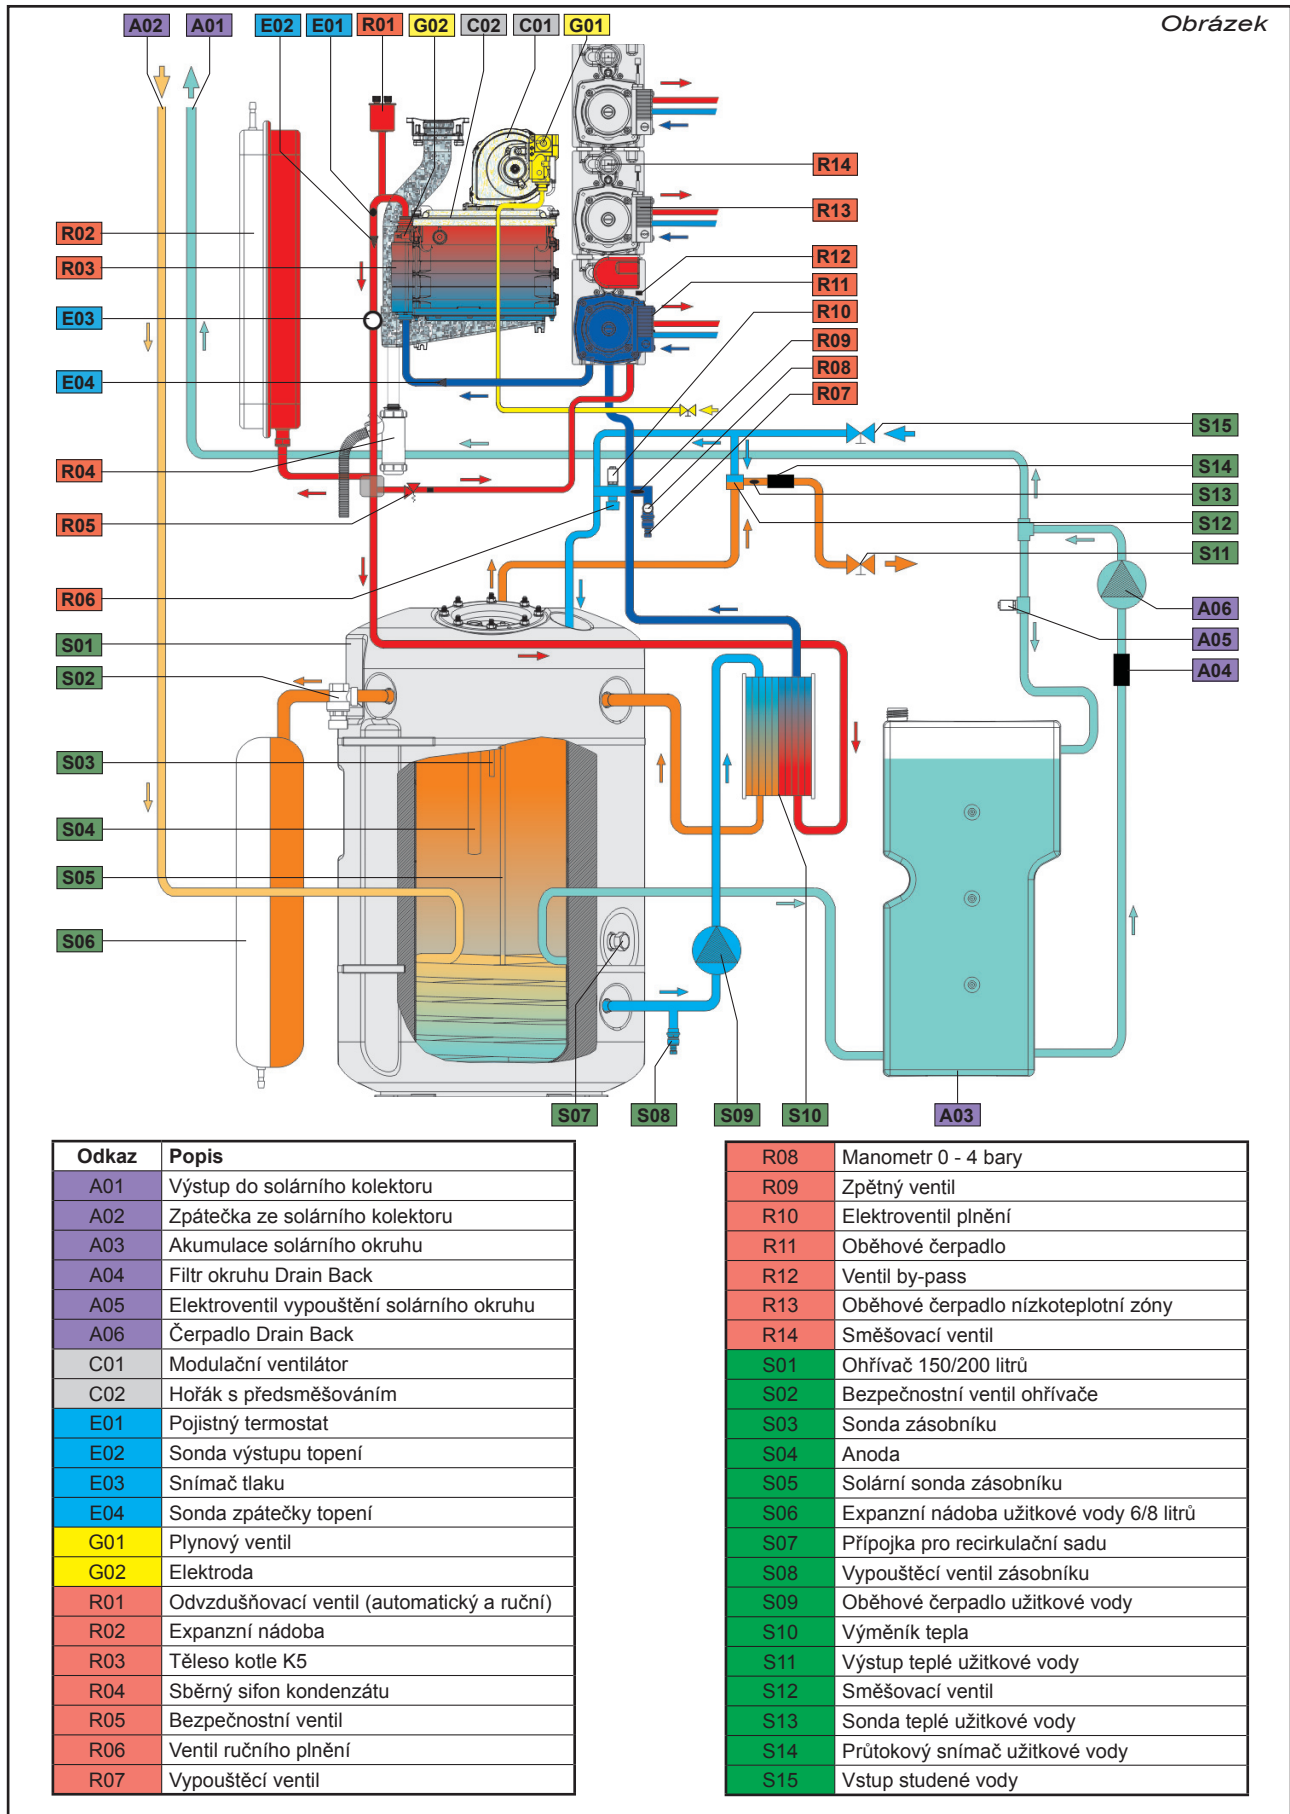 Obrázek
A02 A01 E02 E01 R01 G02 C02 C01 G01
R14
R13
R02
R03
R12
R11
R10
E03
R09
R08
E04
R07
S15
S14
R04
S13
S12
R05
S11
R06
A06
S01
A05
S02
A04
S03
S04
S05
S06
S07 S08 S09 S10 A03
Odkaz Popis
A01 Výstup do solárního kolektoru
A02 Zpátečka ze solárního kolektoru
A03 Akumulace solárního okruhu
A04 Filtr okruhu Drain Back
A05 Elektroventil vypouštění solárního okruhu
A06 Čerpadlo Drain Back
C01 Modulační ventilátor
C02 Hořák s předsměšováním
E01 Pojistný termostat
E02 Sonda výstupu topení
E03 Snímač tlaku
E04 Sonda zpátečky topení
G01 Plynový ventil
G02 Elektroda
R01 Odvzdušňovací ventil (automatický a ruční)
R02 Expanzní nádoba
R03 Těleso kotle K5
R04 Sběrný sifon kondenzátu
R05 Bezpečnostní ventil
R06 Ventil ručního plnění
R07 Vypouštěcí ventil
R08 Manometr 0 - 4 bary
R09 Zpětný ventil
R10 Elektroventil plnění
R11 Oběhové čerpadlo
R12 Ventil by-pass
R13 Oběhové čerpadlo nízkoteplotní zóny
R14 Směšovací ventil
S01 Ohřívač 150/200 litrů
S02 Bezpečnostní ventil ohřívače
S03 Sonda zásobníku
S04 Anoda
S05 Solární sonda zásobníku
S06 Expanzní nádoba užitkové vody 6/8 litrů
S07 Přípojka pro recirkulační sadu
S08 Vypouštěcí ventil zásobníku
S09 Oběhové čerpadlo užitkové vody
S10 Výměník tepla
S11 Výstup teplé užitkové vody
S12 Směšovací ventil
S13 Sonda teplé užitkové vody
S14 Průtokový snímač užitkové vody
S15 Vstup studené vody